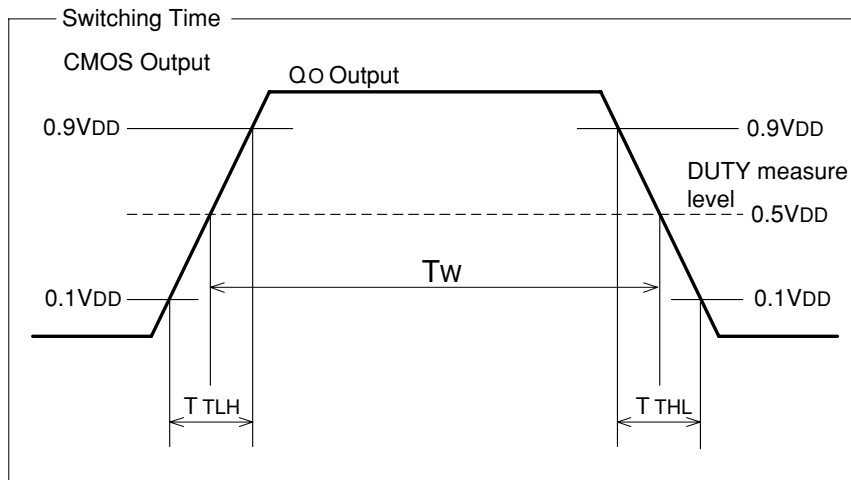 Switching Time
CMOS Output
QO Output
0.9VDD
0.9VDD
DUTY measure
level
0.5VDD
TW
0.1VDD
0.1VDD
T TLH
T THL